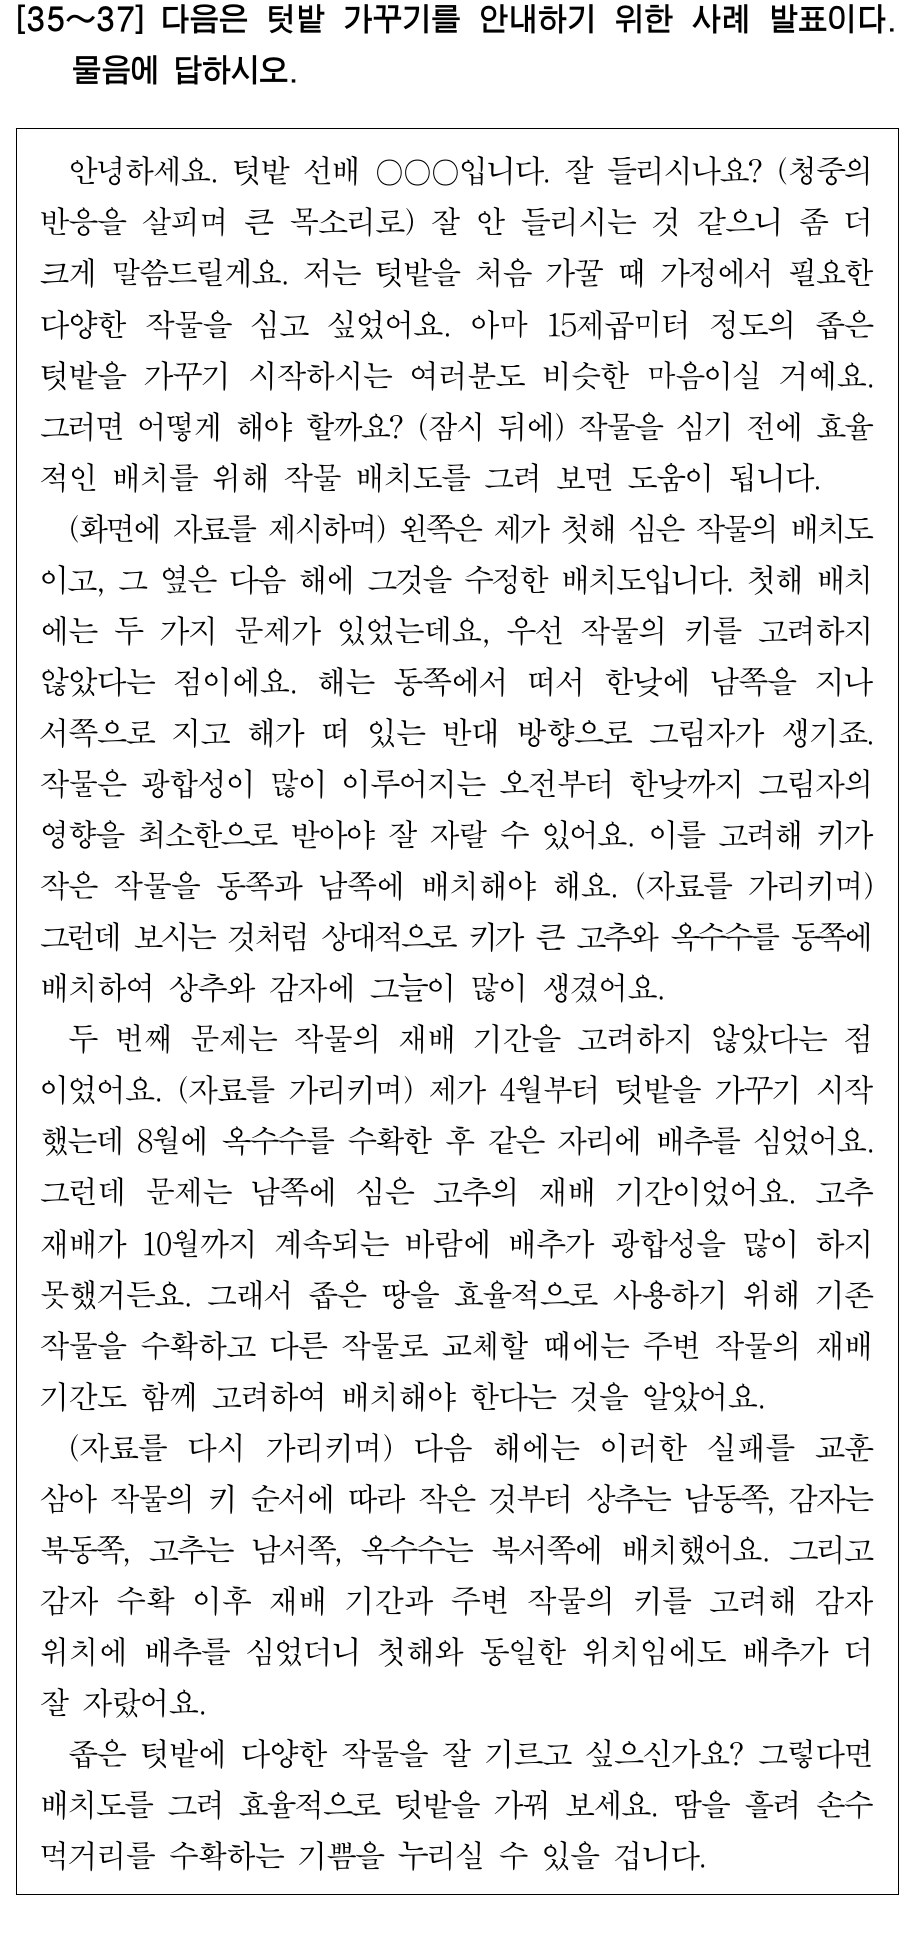 [35～37] 다음은 텃밭 가꾸기를 안내하기 위한 사례 발표이다.
물음에 답하시오.
안녕하세요. 텃밭 선배 ○○○입니다. 잘 들리시나요? (청중의
반응을 살피며 큰 목소리로) 잘 안 들리시는 것 같으니 좀 더
크게 말씀드릴게요. 저는 텃밭을 처음 가꿀 때 가정에서 필요한
다양한 작물을 심고 싶었어요. 아마 15제곱미터 정도의 좁은
텃밭을 가꾸기 시작하시는 여러분도 비슷한 마음이실 거예요.
그러면 어떻게 해야 할까요? (잠시 뒤에) 작물을 심기 전에 효율
적인 배치를 위해 작물 배치도를 그려 보면 도움이 됩니다.
(화면에 자료를 제시하며) 왼쪽은 제가 첫해 심은 작물의 배치도
이고, 그 옆은 다음 해에 그것을 수정한 배치도입니다. 첫해 배치
에는 두 가지 문제가 있었는데요, 우선 작물의 키를 고려하지
않았다는 점이에요. 해는 동쪽에서 떠서 한낮에 남쪽을 지나
서쪽으로 지고 해가 떠 있는 반대 방향으로 그림자가 생기죠.
작물은 광합성이 많이 이루어지는 오전부터 한낮까지 그림자의
영향을 최소한으로 받아야 잘 자랄 수 있어요. 이를 고려해 키가
작은 작물을 동쪽과 남쪽에 배치해야 해요. (자료를 가리키며)
그런데 보시는 것처럼 상대적으로 키가 큰 고추와 옥수수를 동쪽에
배치하여 상추와 감자에 그늘이 많이 생겼어요.
두 번째 문제는 작물의 재배 기간을 고려하지 않았다는 점
이었어요. (자료를 가리키며) 제가 4월부터 텃밭을 가꾸기 시작
했는데 8월에 옥수수를 수확한 후 같은 자리에 배추를 심었어요.
그런데 문제는 남쪽에 심은 고추의 재배 기간이었어요. 고추
재배가 10월까지 계속되는 바람에 배추가 광합성을 많이 하지
못했거든요. 그래서 좁은 땅을 효율적으로 사용하기 위해 기존
작물을 수확하고 다른 작물로 교체할 때에는 주변 작물의 재배
기간도 함께 고려하여 배치해야 한다는 것을 알았어요.
(자료를 다시 가리키며) 다음 해에는 이러한 실패를 교훈
삼아 작물의 키 순서에 따라 작은 것부터 상추는 남동쪽, 감자는
북동쪽, 고추는 남서쪽, 옥수수는 북서쪽에 배치했어요. 그리고
감자 수확 이후 재배 기간과 주변 작물의 키를 고려해 감자
위치에 배추를 심었더니 첫해와 동일한 위치임에도 배추가 더
잘 자랐어요.
좁은 텃밭에 다양한 작물을 잘 기르고 싶으신가요? 그렇다면
배치도를 그려 효율적으로 텃밭을 가꿔 보세요. 땀을 흘려 손수
먹거리를 수확하는 기쁨을 누리실 수 있을 겁니다.